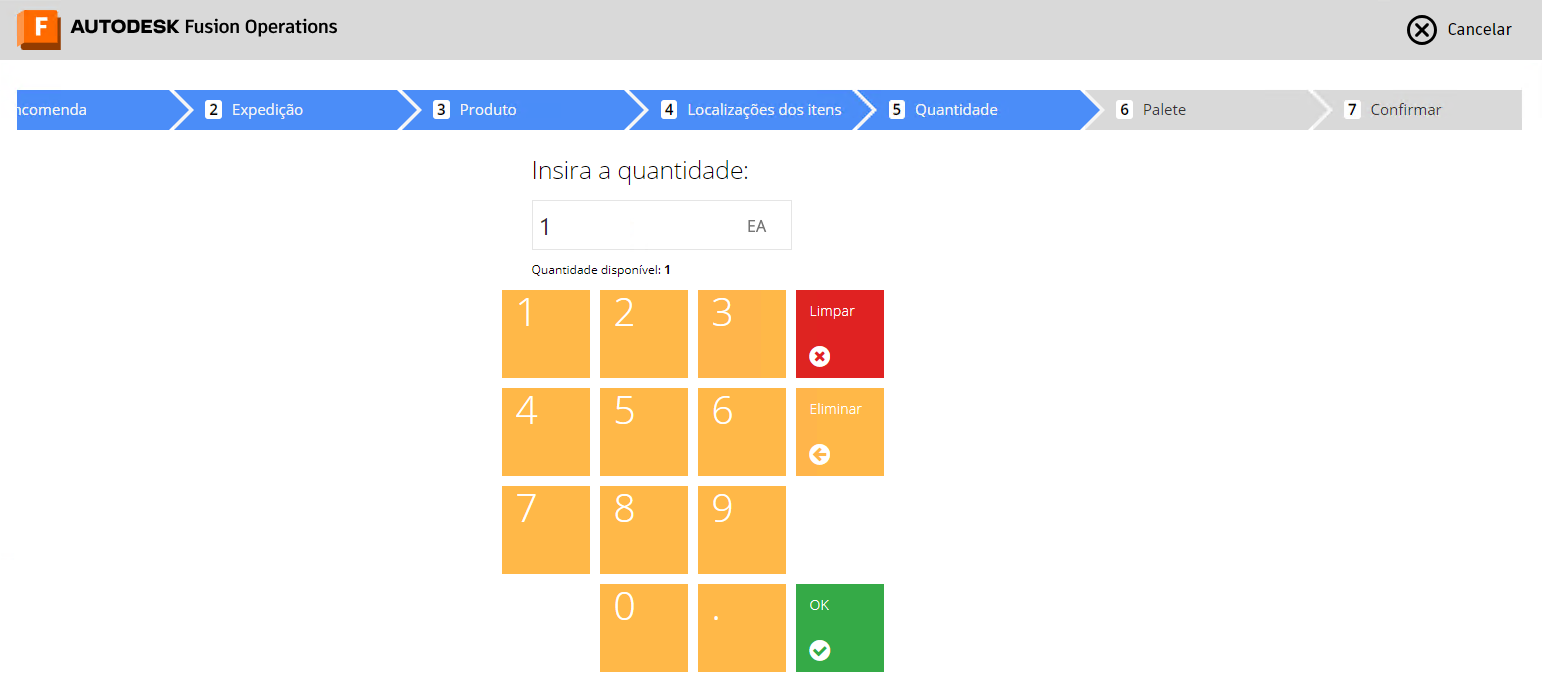 F AUTODESK Fusion Operations
Cancelar
ncomenda 2 Expedição 3 Produto 4 Localizações dos itens 5 Quantidade 6 Palete 7 Confirmar
Insira a quantidade:
1 EA
Quantidade disponível: 1
1 2 3 Limpar
4 5 6 Eliminar
7 8 9
0 . OK